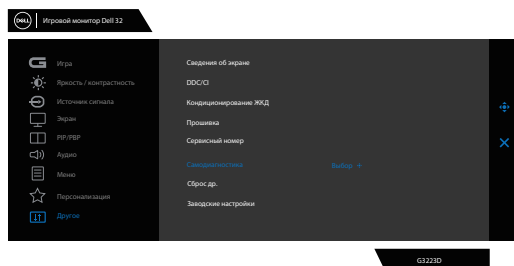 DELL Игровой монитор Dell 32
Игра
Яркость / контрастность
Источник сигнала
Экран
PIP/PBP
Аудио
Меню
Персонализация
Другое
Сведения об экране
DDC/CI
Кондиционирование ЖКД
Прошивка
Сервисный номер
Самодиагностика Выбор +
Сброс др.
Заводские настройки
G3223D